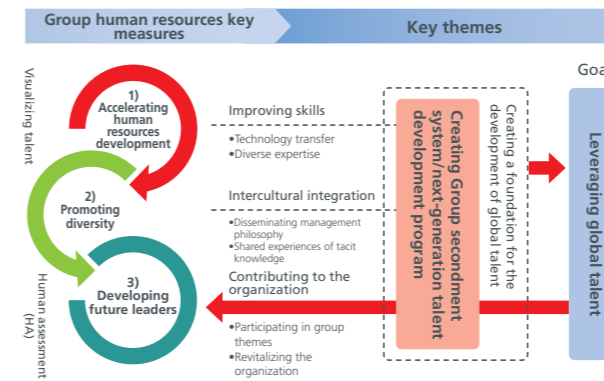 Group human resources key
measures
Key themes
Goa
Visualizing talent
1)
Accelerating
human
resources
development
2)
Promoting
diversity
3)
Developing
future leaders
Human assessment
(HA)
Improving skills
•Technology transfer
•Diverse expertise
Intercultural integration
•Disseminating management
philosophy
•Shared experiences of tacit
knowledge
Contributing to the
organization
•Participating in group
themes
•Revitalizing the
organization
Creating Group secondment
system/next-generation talent
development program
Creating a foundation for the
development of global talent
Leveraging global talent